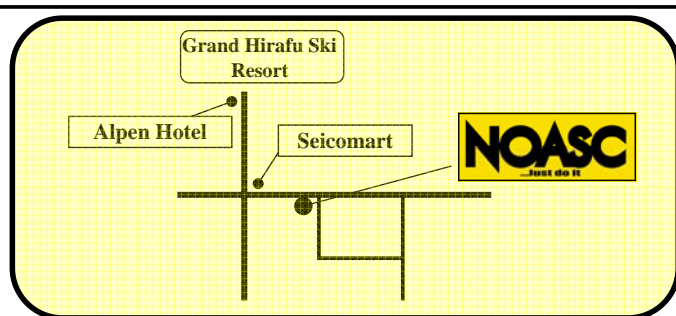 Grand Hirafu Ski
Resort
Alpen Hotel
Seicomart
NOASC
...Just do it